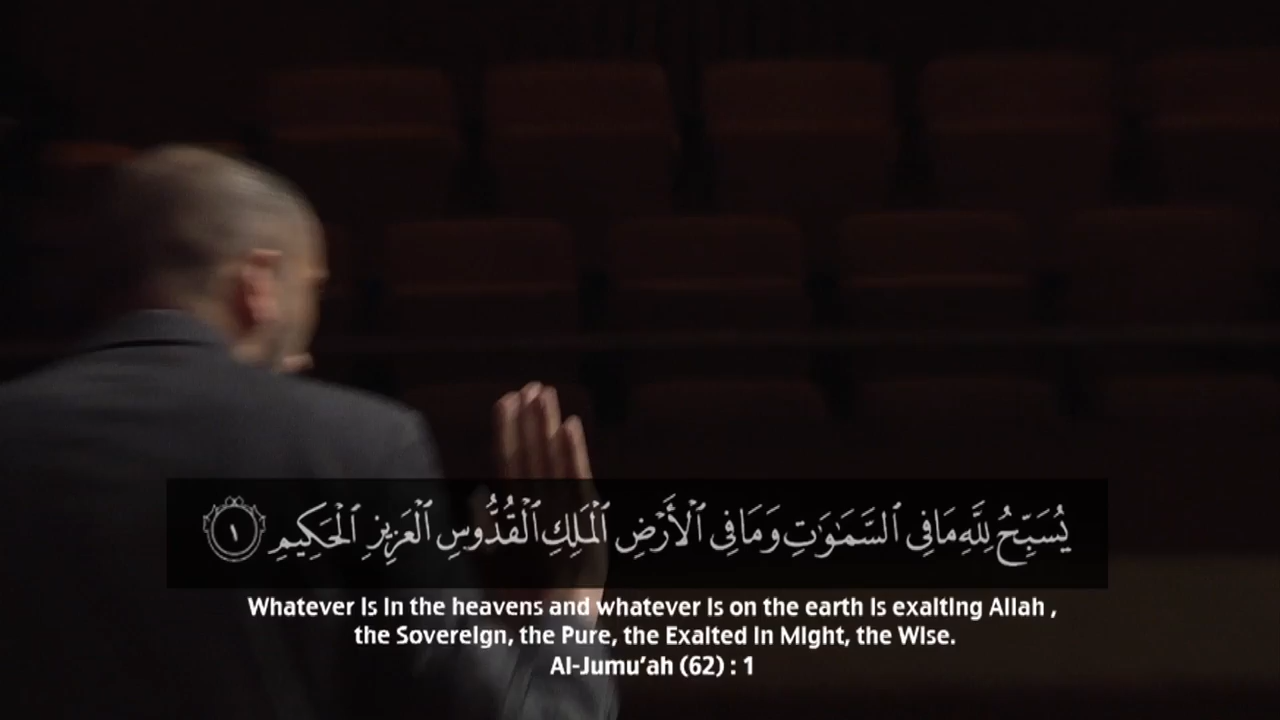 يُسَبِّحُ لِلَّهِ مَا فِى ٱلسَّمَٰوَٰتِ وَمَا فِى ٱلْأَرْضِ ٱلْمَلِكِ ٱلْقُدُّوسِ ٱلْعَزِيزِ ٱلْحَكِيمِ ١
Whatever is in the heavens and whatever is on the earth is exalting Allah ,
the Sovereign, the Pure, the Exalted in Might, the Wise.
Al-Jumu'ah (62) : 1